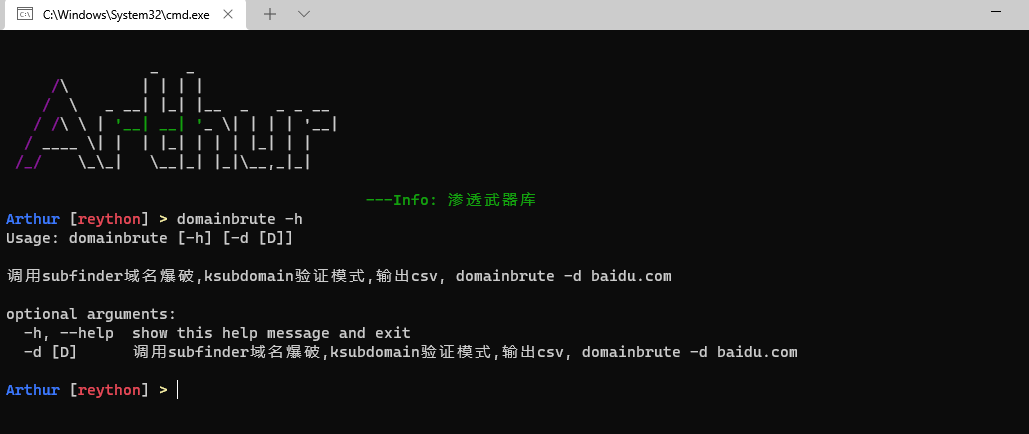 C:\Windows\System32\cmd.exe
Arthur
---Info: 渗透武器库
Arthur [reython] > domainbrute -h
Usage: domainbrute [-h] [-d [D]]
调用subfinder域名爆破,ksubdomain验证模式,输出csv, domainbrute -d baidu.com
optional arguments:
-h, --help  show this help message and exit
-d [D]      调用subfinder域名爆破,ksubdomain验证模式,输出csv, domainbrute -d baidu.com
Arthur [reython] >